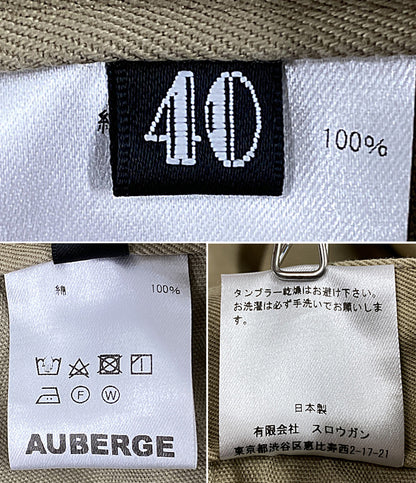 40
綿 100%
綿 100%
F W
AUBERGE
タンブラー乾燥はお避け下さい。
お洗濯は必ず手洗いでお願いしま
す。
日本製
有限会社 スロウガン
東京都渋谷区恵比寿西2-17-21